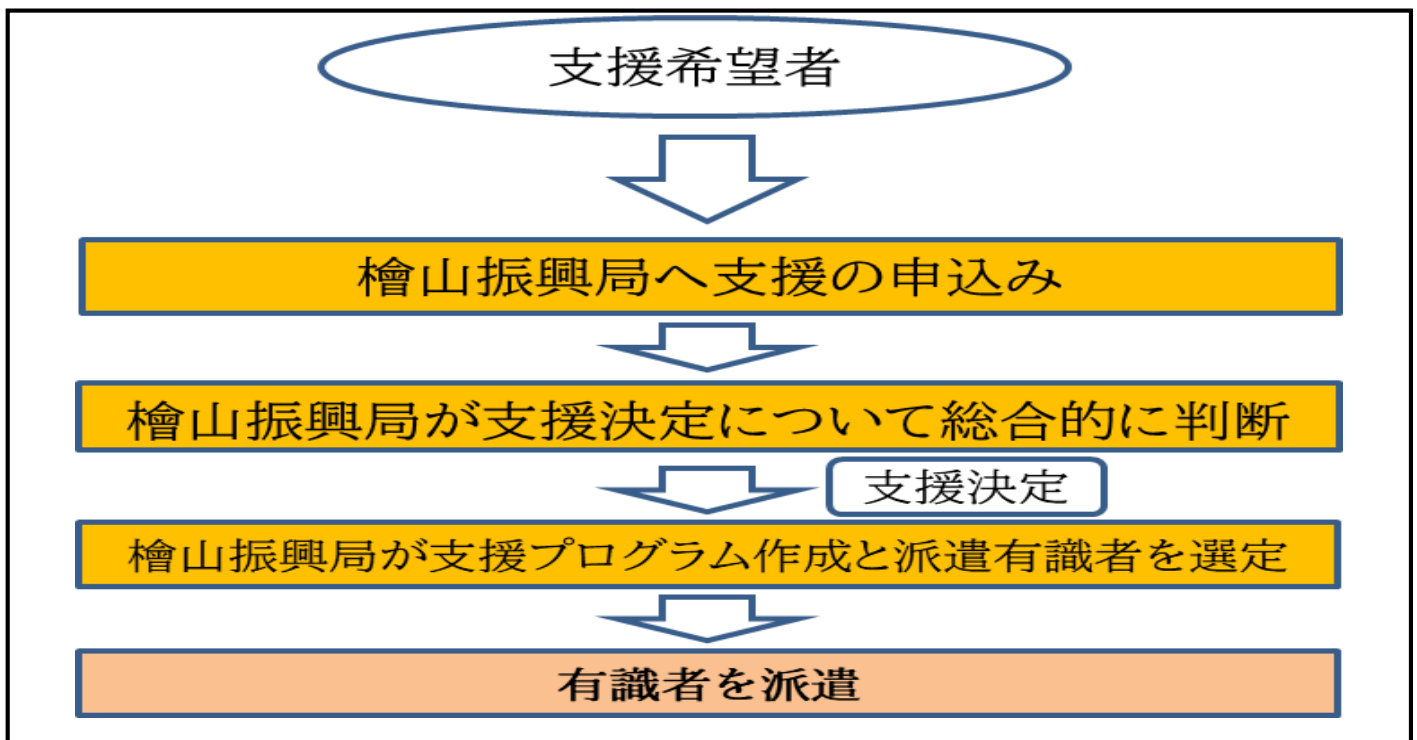 支援希望者
檜山振興局へ支援の申込み
檜山振興局が支援決定について総合的に判断
支援決定
檜山振興局が支援プログラム作成と派遣有識者を選定
有識者を派遣